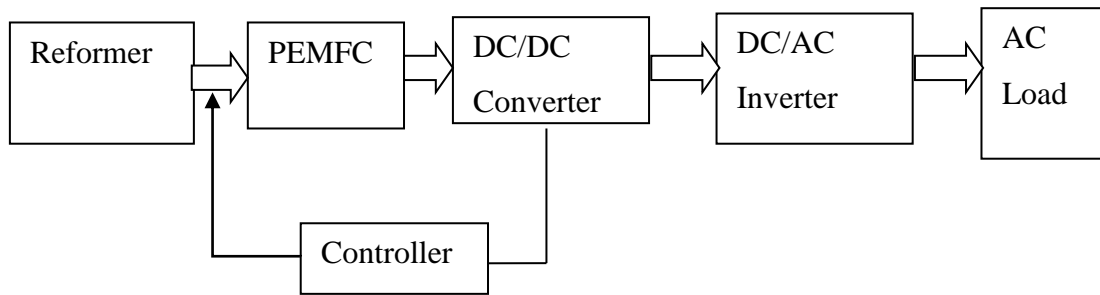 Reformer
PEMFC
DC/DC
Converter
DC/AC
Inverter
AC
Load
Controller